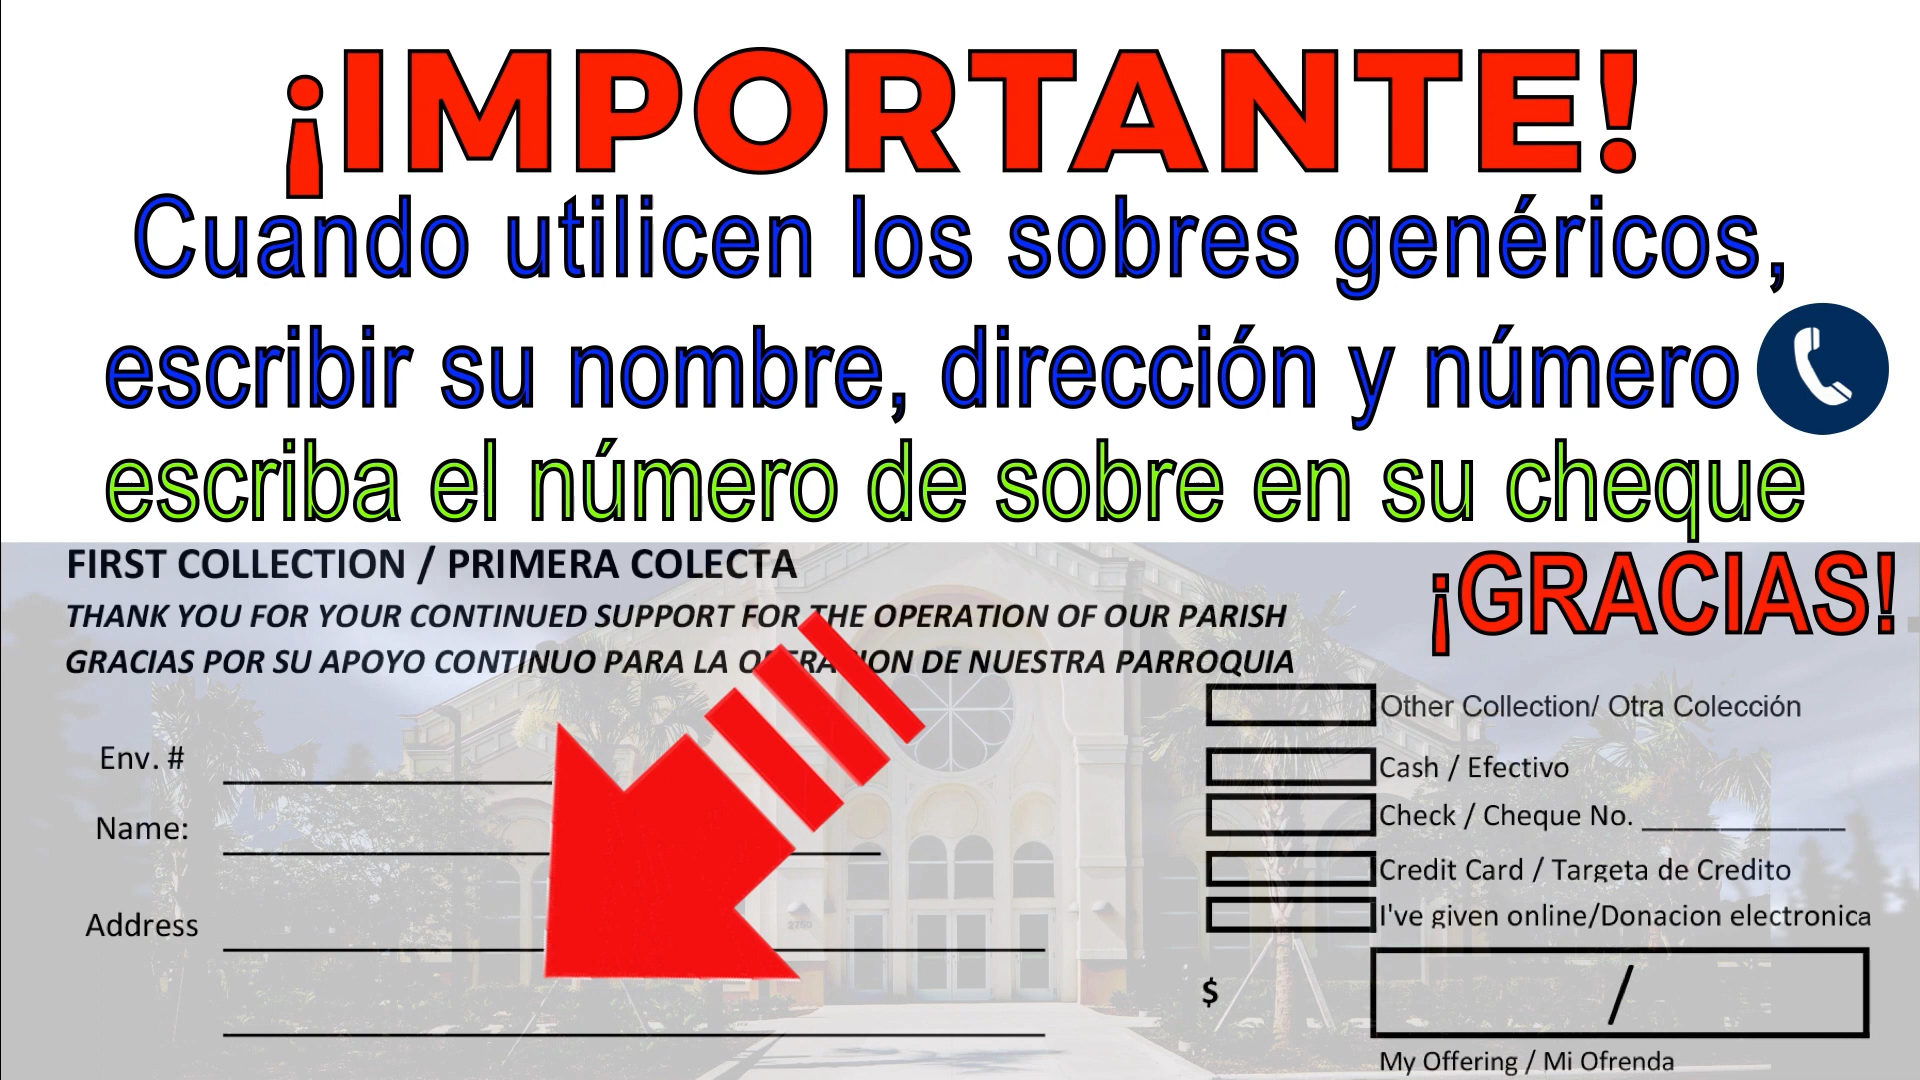 ¡IMPORTANTE!
Cuando utilicen los sobres genéricos,
escribir su nombre, dirección y número
escriba el número de sobre en su cheque
¡GRACIAS!
FIRST COLLECTION / PRIMERA COLECTA
THANK YOU FOR YOUR CONTINUED SUPPORT FOR THE OPERATION OF OUR PARISH
GRACIAS POR SU APOYO CONTINUO PARA LA OPERACION DE NUESTRA PARROQUIA
Other Collection/ Otra Colección
Env. #
Cash / Efectivo
Name:
Check / Cheque No. ____________
Credit Card / Targeta de Credito
Address
I've given online/Donacion electronica
2750
$ /
My Offering / Mi Ofrenda